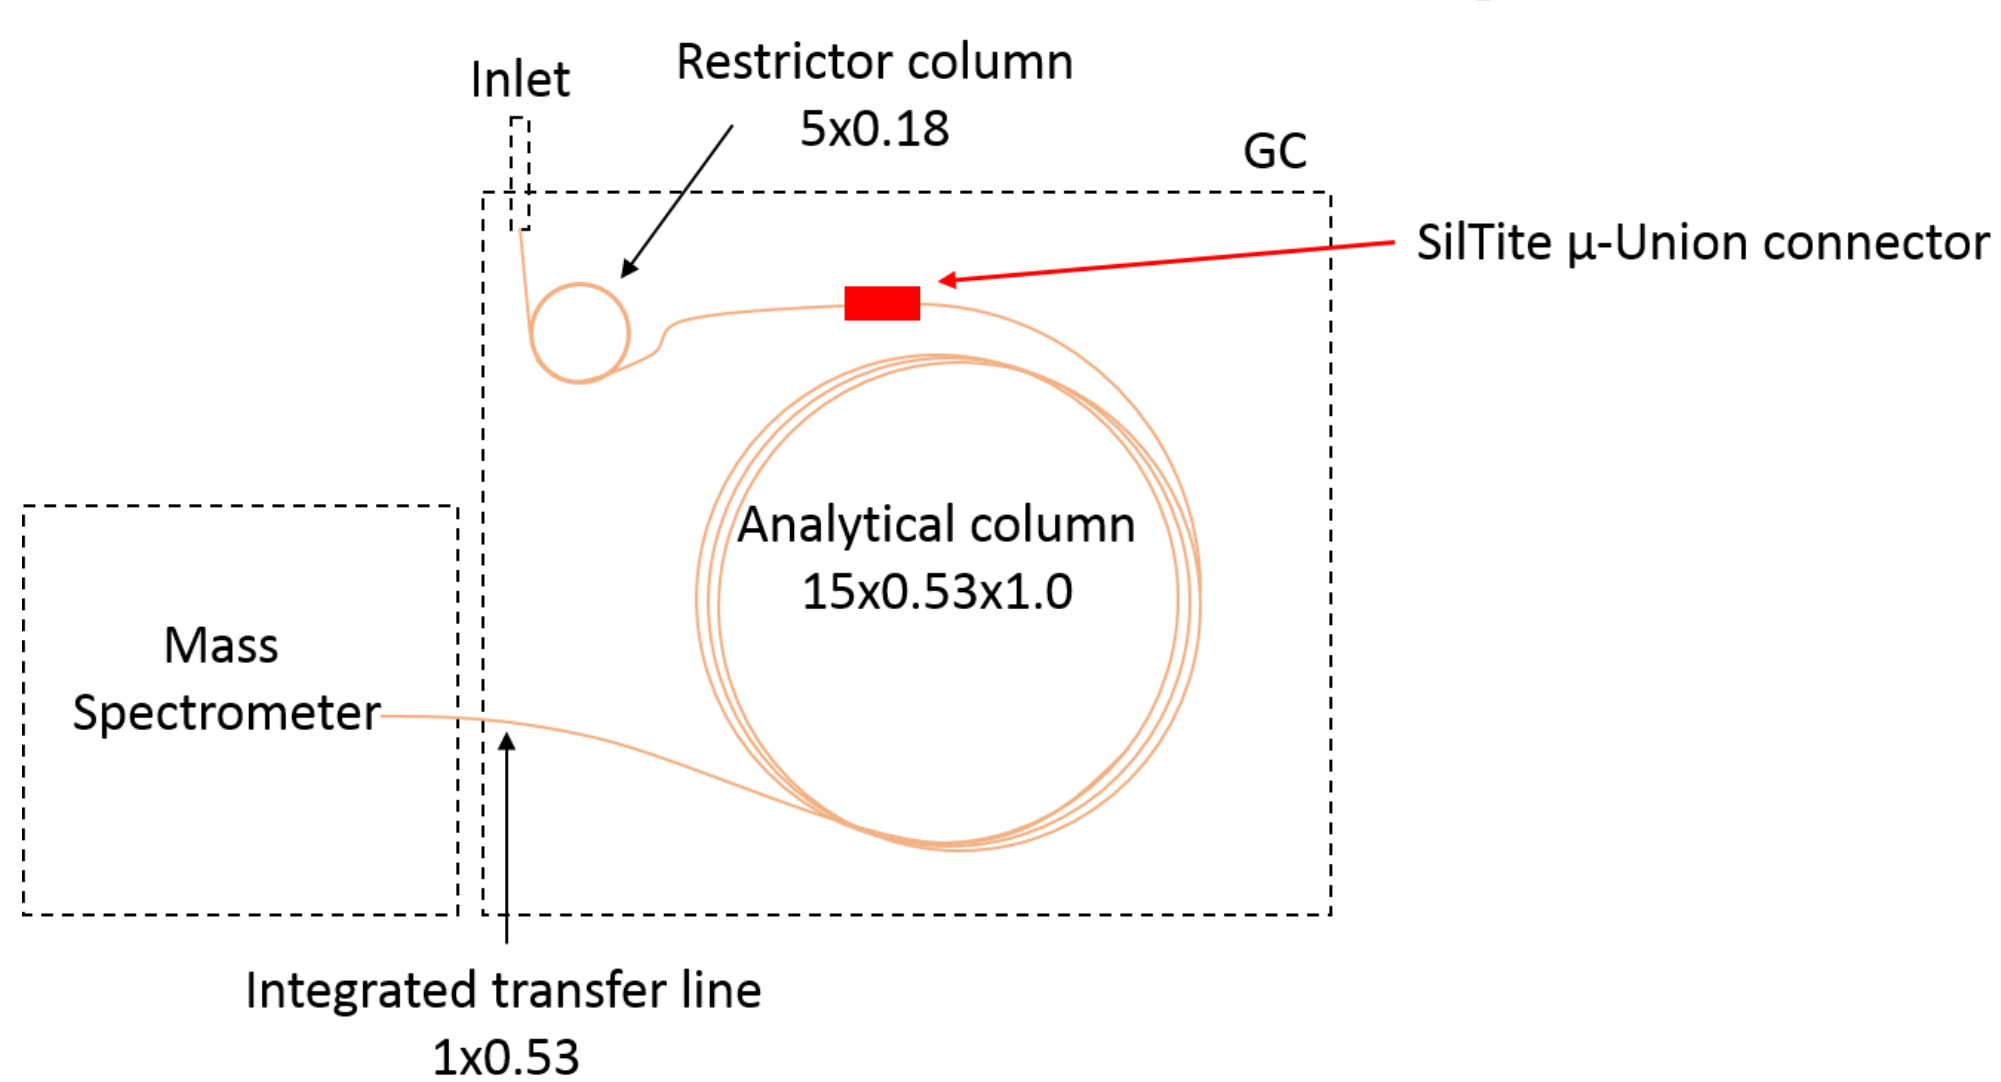 Inlet
Restrictor column
5x0.18
GC
SilTite μ-Union connector
Analytical column
15x0.53x1.0
Mass
Spectrometer
Integrated transfer line
1x0.53